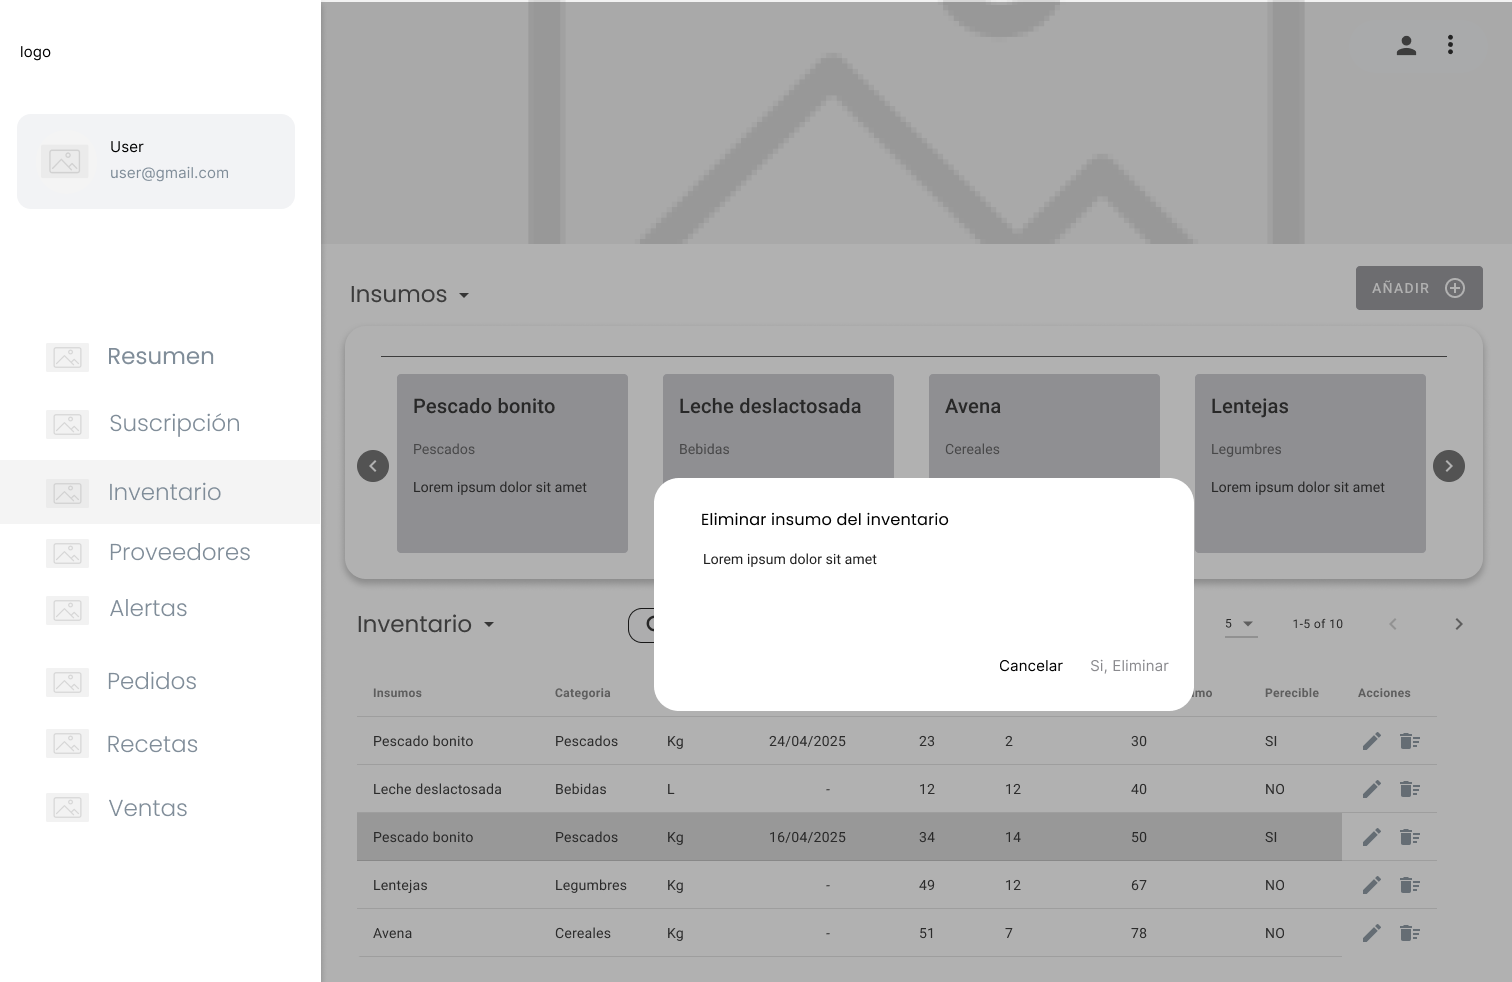 logo
User
user@gmail.com
Resumen
Suscripción
Inventario
Proveedores
Alertas
Pedidos
Recetas
Ventas
Insumos
AÑADIR
Pescado bonito
Pescados
Lorem ipsum dolor sit amet
Leche deslactosada
Bebidas
Avena
Cereales
Lentejas
Legumbres
Lorem ipsum dolor sit amet
Eliminar insumo del inventario
Lorem ipsum dolor sit amet
Cancelar Si, Eliminar
Inventario 5 1-5 of 10
Insumos Categoria Perecible Acciones
Pescado bonito Pescados Kg 24/04/2025 23 2 30 SI
Leche deslactosada Bebidas L - 12 12 40 NO
Pescado bonito Pescados Kg 16/04/2025 34 14 50 SI
Lentejas Legumbres Kg - 49 12 67 NO
Avena Cereales Kg - 51 7 78 NO